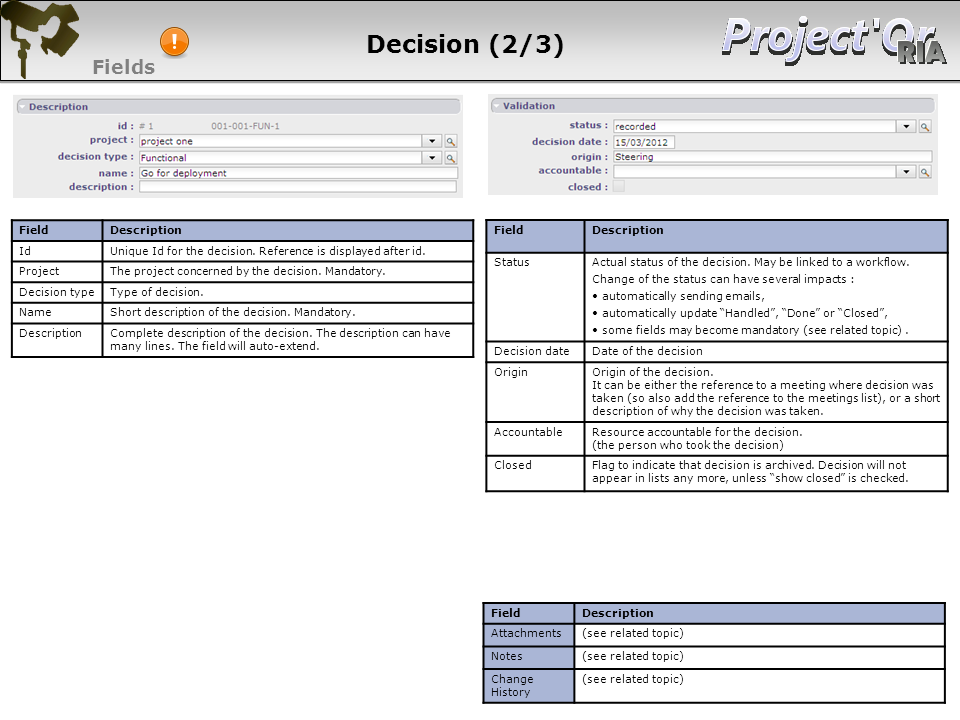 Fields
!
Decision (2/3)
Project'Or
RIA
Description
id : # 1 001-001-FUN-1
project : project one
decision type : Functional
name : Go for deployment
description :
Validation
status : recorded
decision date : 15/03/2012
origin : Steering
accountable :
closed :
Field Description
Id Unique Id for the decision. Reference is displayed after id.
Project The project concerned by the decision. Mandatory.
Decision type Type of decision.
Name Short description of the decision. Mandatory.
Description Complete description of the decision. The description can have
many lines. The field will auto-extend.
Field Description
Status Actual status of the decision. May be linked to a workflow.
Change of the status can have several impacts :
• automatically sending emails,
• automatically update “Handled”, “Done” or “Closed”,
• some fields may become mandatory (see related topic) .
Decision date Date of the decision
Origin Origin of the decision.
It can be either the reference to a meeting where decision was
taken (so also add the reference to the meetings list), or a short
description of why the decision was taken.
Accountable Resource accountable for the decision.
(the person who took the decision)
Closed Flag to indicate that decision is archived. Decision will not
appear in lists any more, unless “show closed” is checked.
Field Description
Attachments (see related topic)
Notes (see related topic)
Change (see related topic)
History